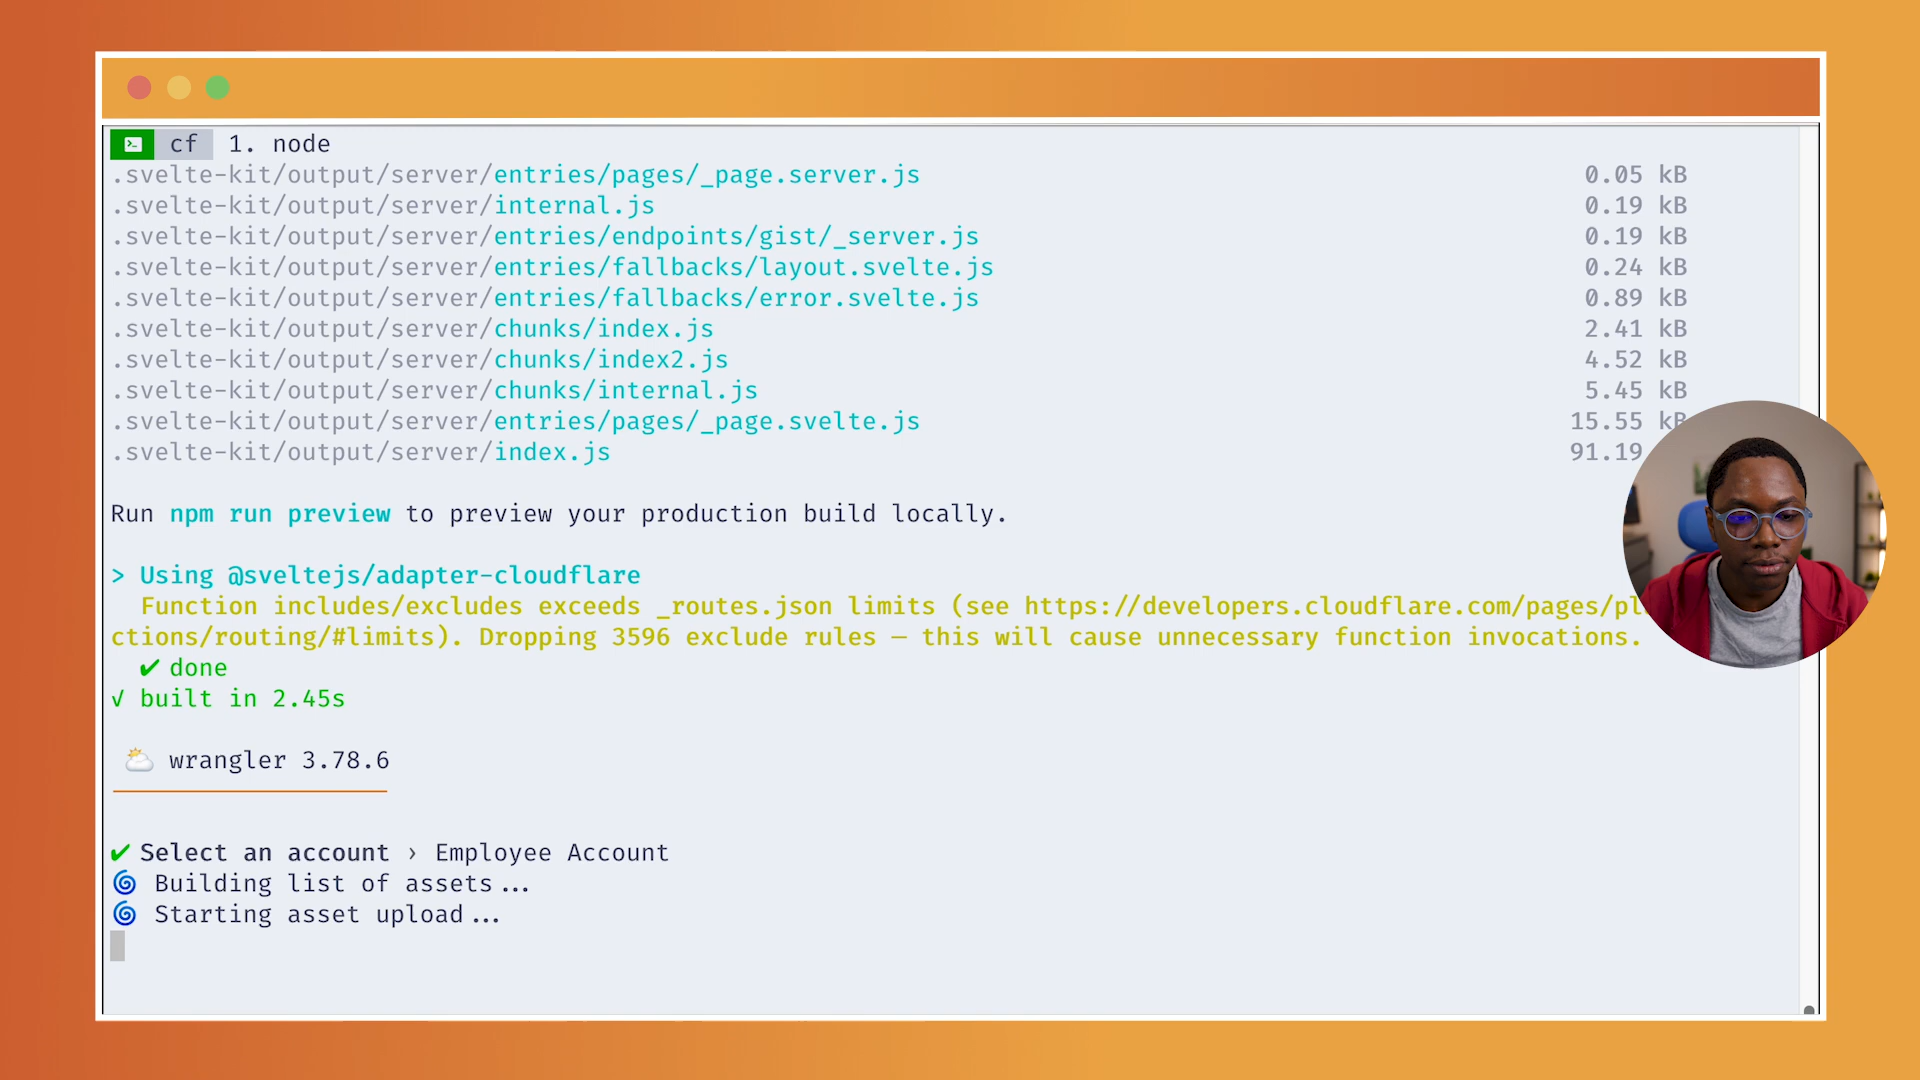 cf 1. node
.svelte-kit/output/server/entries/pages/_page.server.js 0.05 kB
.svelte-kit/output/server/internal.js 0.19 kB
.svelte-kit/output/server/entries/endpoints/gist/_server.js 0.19 kB
.svelte-kit/output/server/entries/fallbacks/layout.svelte.js 0.24 kB
.svelte-kit/output/server/entries/fallbacks/error.svelte.js 0.89 kB
.svelte-kit/output/server/chunks/index.js 2.41 kB
.svelte-kit/output/server/chunks/index2.js 4.52 kB
.svelte-kit/output/server/chunks/internal.js 5.45 kB
.svelte-kit/output/server/entries/pages/_page.svelte.js 15.55 kB
.svelte-kit/output/server/index.js 91.19
Run npm run preview to preview your production build locally.
> Using @sveltejs/adapter-cloudflare
Function includes/excludes exceeds _routes.json limits (see https://developers.cloudflare.com/pages/pl
ctions/routing/#limits). Dropping 3596 exclude rules — this will cause unnecessary function invocations.
✔ done
√ built in 2.45s
⛅ wrangler 3.78.6
✔ Select an account › Employee Account
🌀 Building list of assets...
🌀 Starting asset upload...